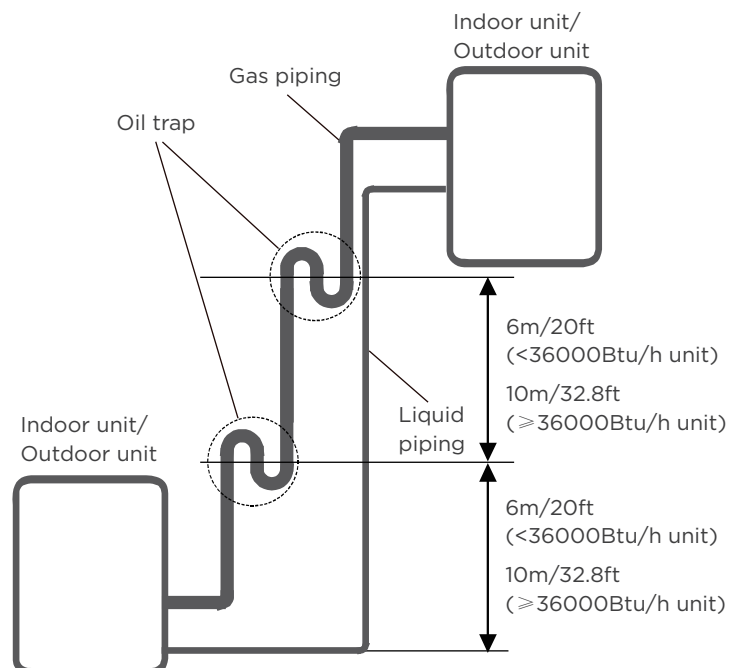 Indoor unit/
Outdoor unit
Gas piping
Oil trap
6m/20ft
(<36000Btu/h unit)
10m/32.8ft
(⩾36000Btu/h unit)
Liquid
piping
Indoor unit/
Outdoor unit
6m/20ft
(<36000Btu/h unit)
10m/32.8ft
(⩾36000Btu/h unit)